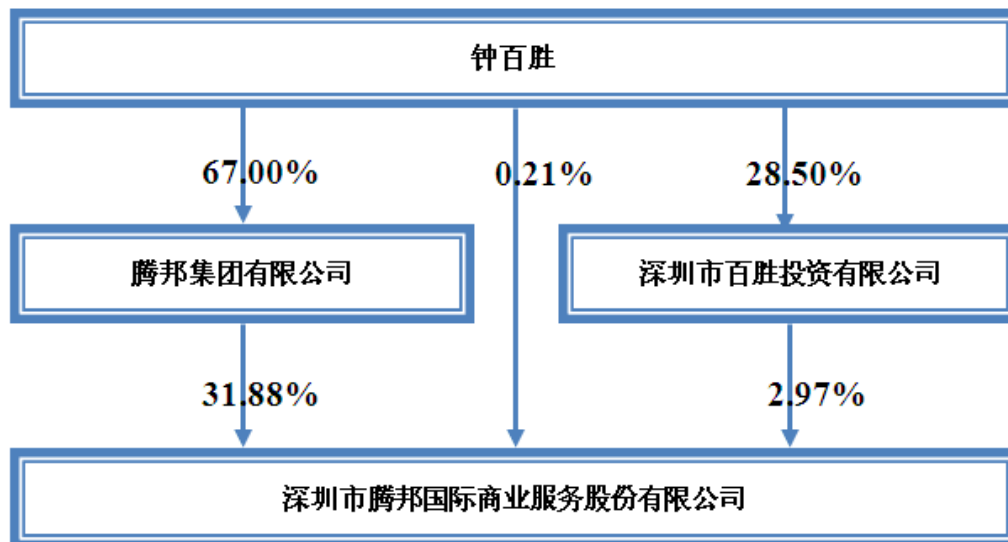 钟百胜
67.00%
0.21%
28.50%
腾邦集团有限公司
深圳市百胜投资有限公司
31.88%
2.97%
深圳市腾邦国际商业服务股份有限公司